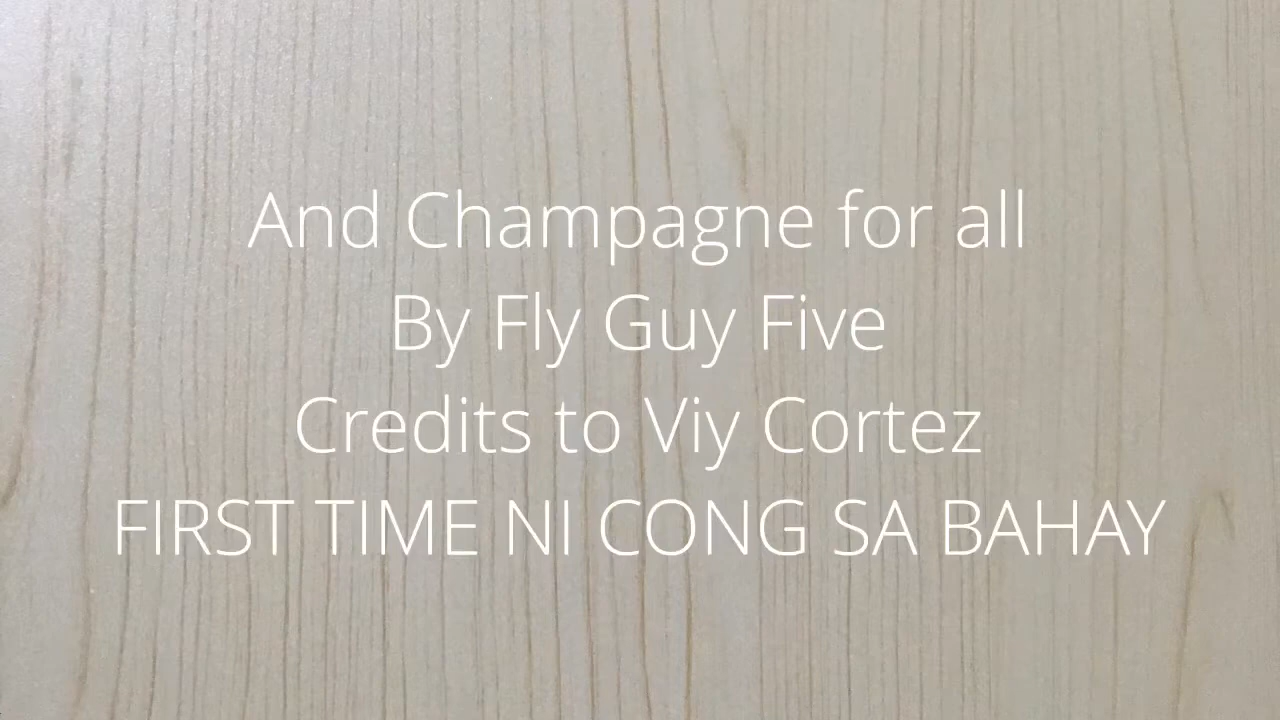 And Champagne for all
By Fly Guy Five
Credits to Viy Cortez
FIRST TIME NI CONG SA BAHAY